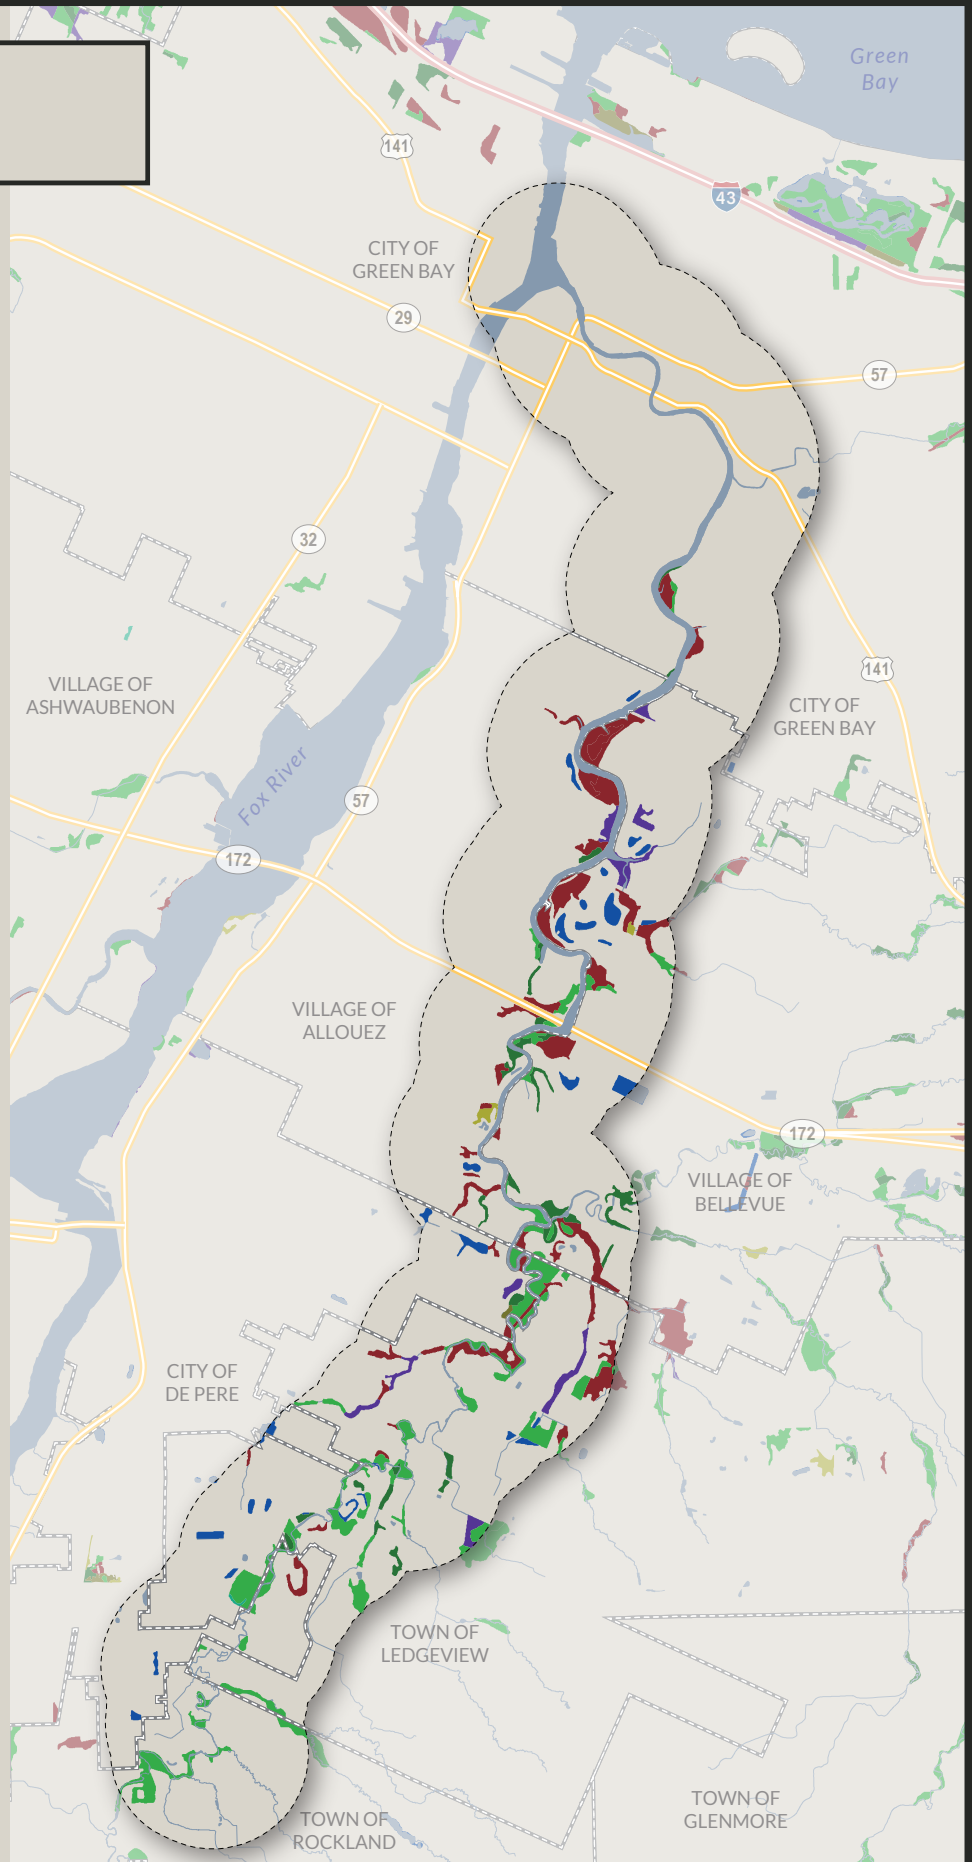 Green
Bay
141
43
CITY OF
GREEN BAY
29
57
32
141
VILLAGE OF
ASHWAUBENON
CITY OF
GREEN BAY
Fox River
57
172
VILLAGE OF
ALLOUEZ
172
VILLAGE OF
BELLEVUE
CITY OF
DE PERE
TOWN OF
LEDGEVIEW
TOWN OF
GLENMORE
TOWN OF
ROCKLAND